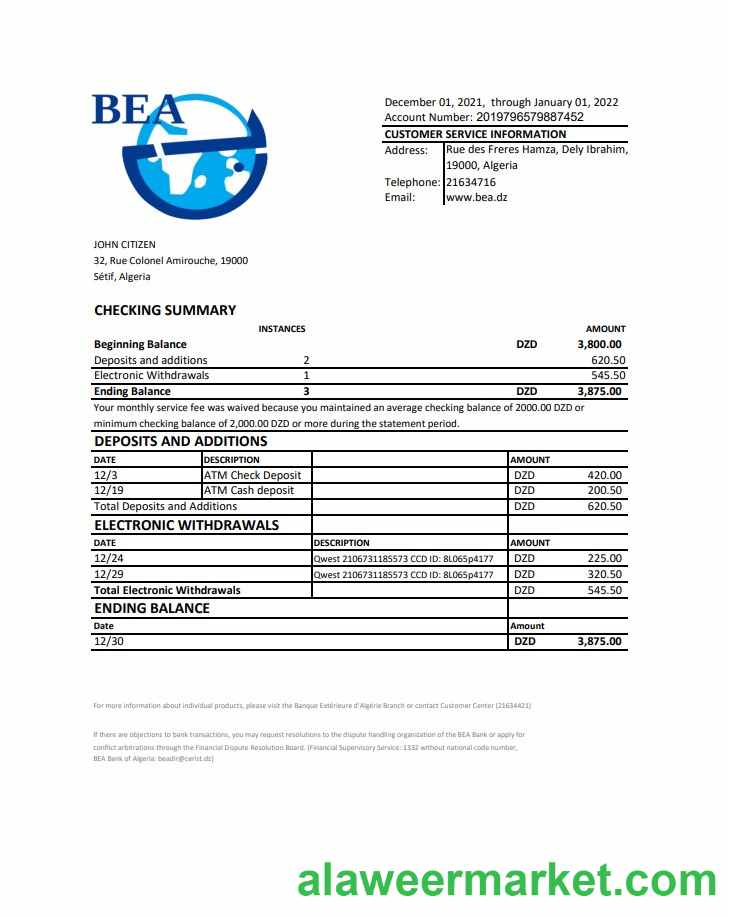 BEA
December 01, 2021, through January 01, 2022
Account Number: 2019796579887452
CUSTOMER SERVICE INFORMATION
Address: Rue des Freres Hamza, Dely Ibrahim,
19000, Algeria
Telephone: 21634716
Email: www.bea.dz
JOHN CITIZEN
32, Rue Colonel Amirouche, 19000
Sétif, Algeria
CHECKING SUMMARY
INSTANCES AMOUNT
Beginning Balance DZD 3,800.00
Deposits and additions 2 620.50
Electronic Withdrawals 1 545.50
Ending Balance 3 DZD 3,875.00
Your monthly service fee was waived because you maintained an average checking balance of 2000.00 DZD or
minimum checking balance of 2,000.00 DZD or more during the statement period.
DEPOSITS AND ADDITIONS
DATE DESCRIPTION AMOUNT
12/3 ATM Check Deposit DZD 420.00
12/19 ATM Cash deposit DZD 200.50
Total Deposits and Additions DZD 620.50
ELECTRONIC WITHDRAWALS
DATE DESCRIPTION AMOUNT
12/24 Qwest 2106731185573 CCD ID: 8L065p4177 DZD 225.00
12/29 Qwest 2106731185573 CCD ID: 8L065p4177 DZD 320.50
Total Electronic Withdrawals DZD 545.50
ENDING BALANCE
Date Amount
12/30 DZD 3,875.00
For more information about individual products, please visit the Banque Extérieure d'Algérie Branch or contact Customer Center (21634421)
If there are objections to bank transactions, you may request resolutions to the dispute handling organization of the BEA Bank or apply for
conflict arbitrations through the Financial Dispute Resolution Board. (Financial Supervisory Service: 1332 without national code number,
BEA Bank of Algeria: beadir@cerist.dz)
alaweermarket.com